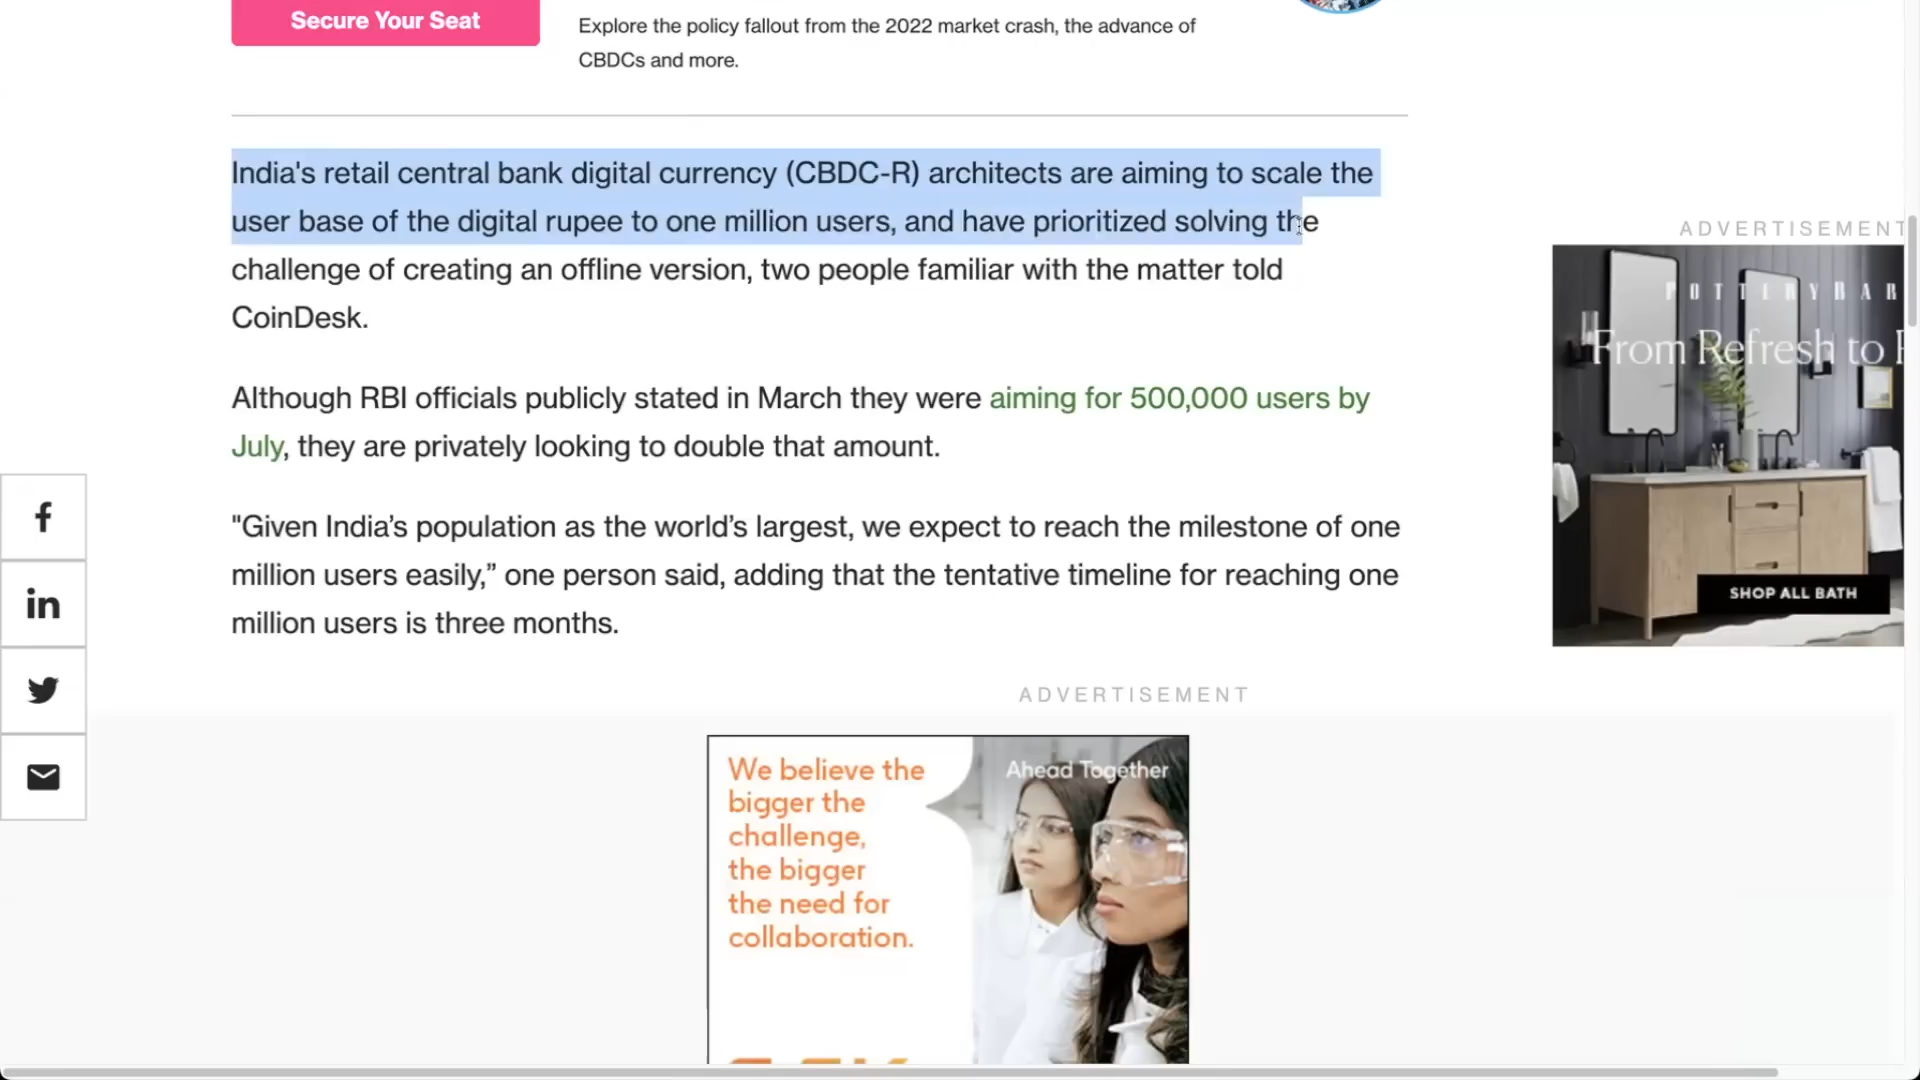 Secure Your Seat
Explore the policy fallout from the 2022 market crash, the advance of
CBDCs and more.
India's retail central bank digital currency (CBDC-R) architects are aiming to scale the
user base of the digital rupee to one million users, and have prioritized solving the
challenge of creating an offline version, two people familiar with the matter told
CoinDesk.
Although RBI officials publicly stated in March they were aiming for 500,000 users by
July, they are privately looking to double that amount.
"Given India’s population as the world’s largest, we expect to reach the milestone of one
million users easily,” one person said, adding that the tentative timeline for reaching one
million users is three months.
ADVERTISEMENT
POTTERY BAR
From Refresh to
SHOP ALL BATH
ADVERTISEMENT
We believe the
bigger the
challenge,
the bigger
the need for
collaboration.
Ahead Together